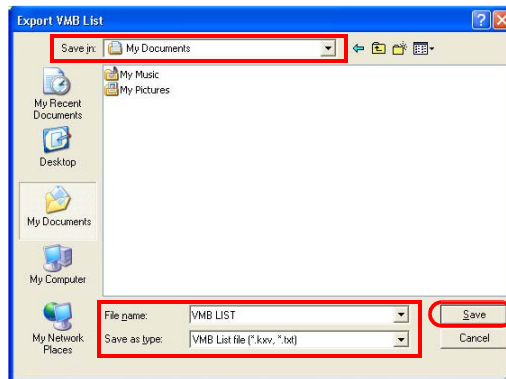 Export VMB List
Save in: My Documents
My Music
My Pictures
My Recent
Documents
Desktop
My Documents
My Computer
My Network
Places
File name: VMB LIST Save
Save as type: VMB List file (*.kxv, *.txt) Cancel